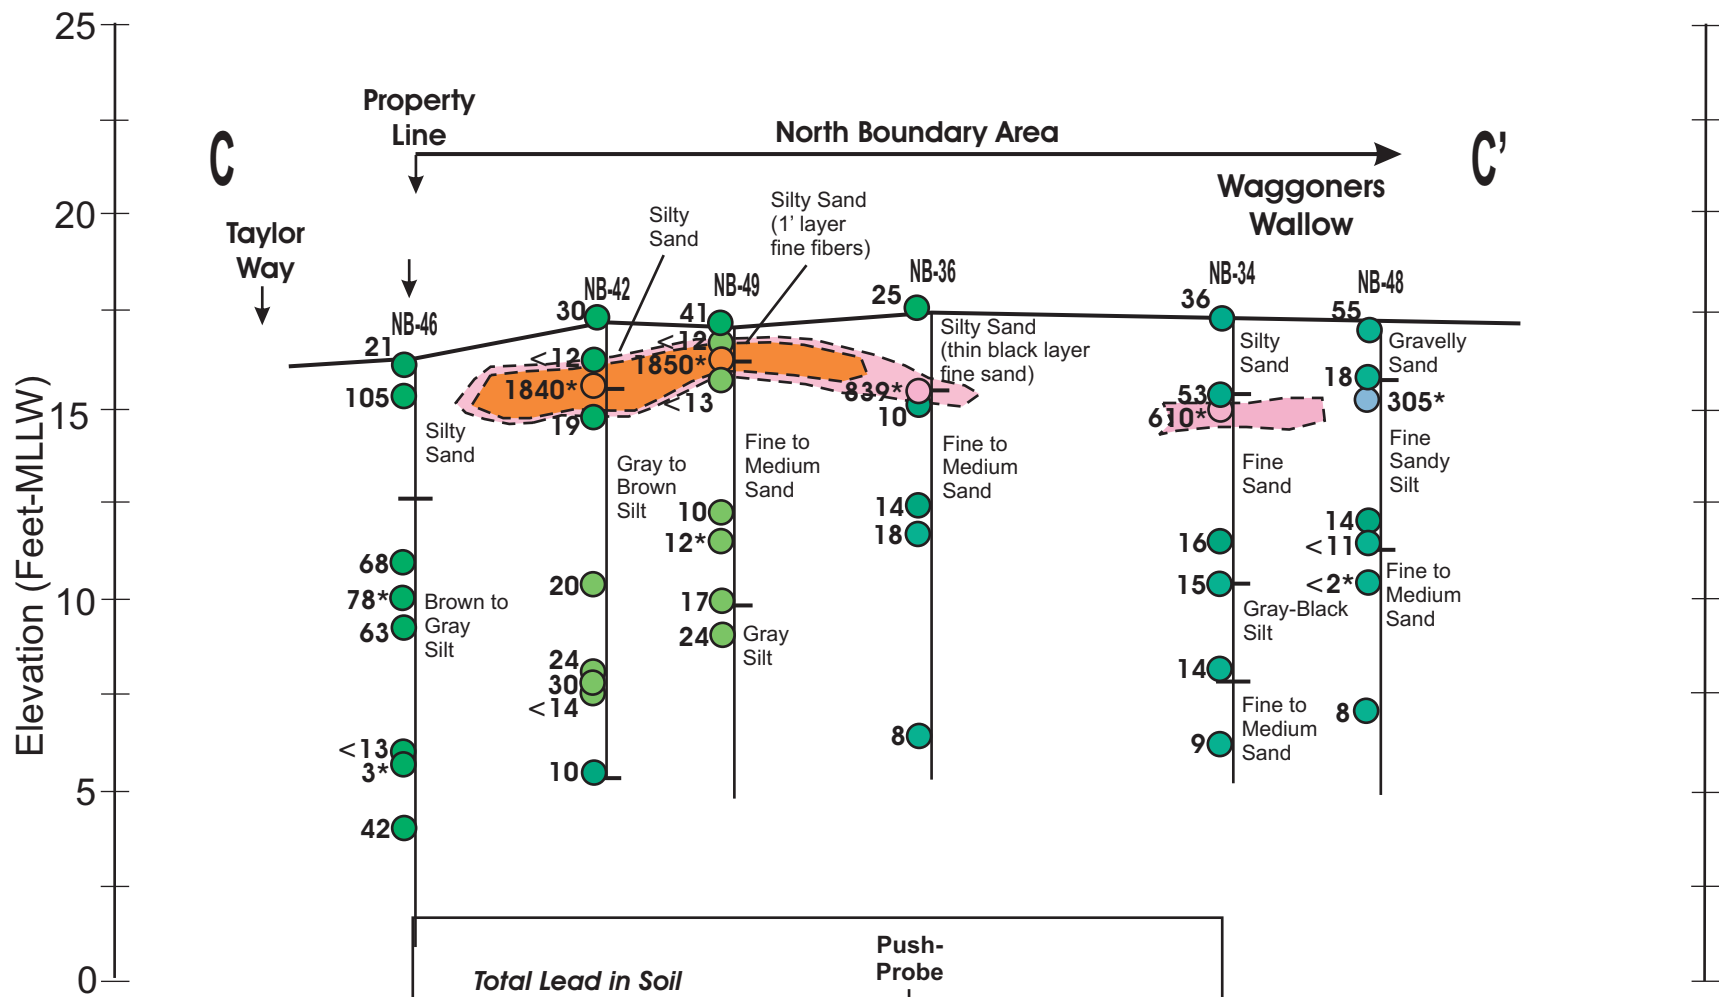 25
20
15
10
5
0
Elevation (Feet-MLLW)
C
C’
Property
Line
North Boundary Area
Taylor
Way
Waggoners
Wallow
Silty
Sand
Silty Sand
(1’ layer
fine fibers)
NB-46
21
105
Silty
Sand
68
78*
63
Brown to
Gray
Silt
<13
3*
42
NB-42
30
<12
1840*
19
Gray to
Brown
Silt
20
24
30
<14
10
NB-49
41
<12
1850*
<13
Fine to
Medium
Sand
10
12*
17
24
Gray
Silt
NB-36
25
Silty Sand
(thin black layer
fine sand)
839*
10
Fine to
Medium
Sand
14
18
8
NB-34
36
Silty
Sand
53
610*
Fine
Sand
16
15
Gray-Black
Silt
14
Fine to
Medium
Sand
9
NB-48
55
Gravelly
Sand
18
305*
Fine
Sandy
Silt
14
<11
<2*
Fine to
Medium
Sand
8
Total Lead in Soil
Push-
Probe